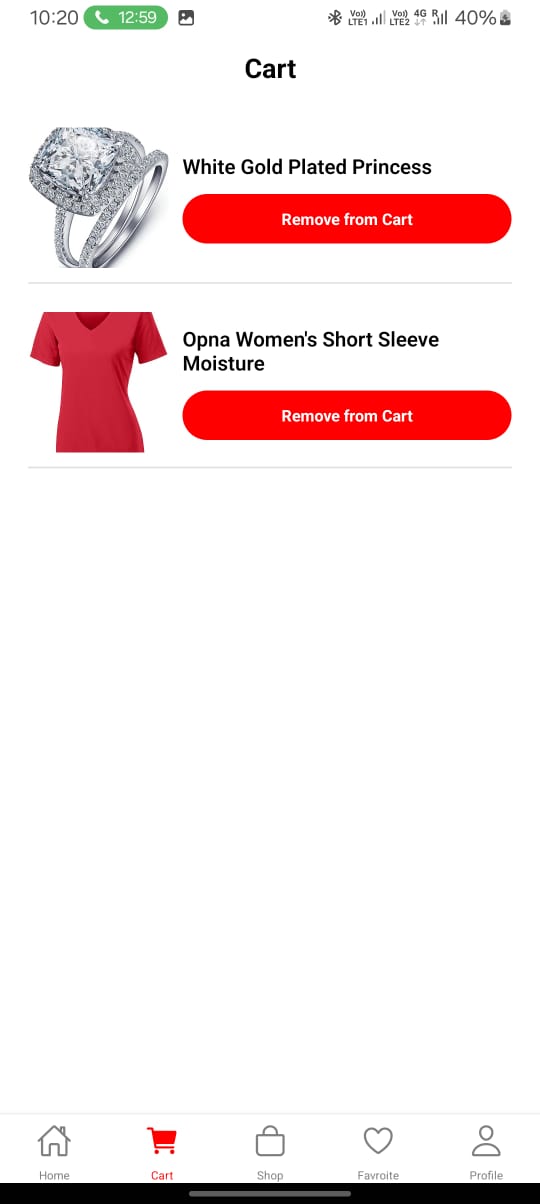 10:20 12:59 Vo) LTE1 Vo) LTE2 4G R 40%
Cart
White Gold Plated Princess
Remove from Cart
Opna Women's Short Sleeve
Moisture
Remove from Cart
Home Cart Shop Favroite Profile